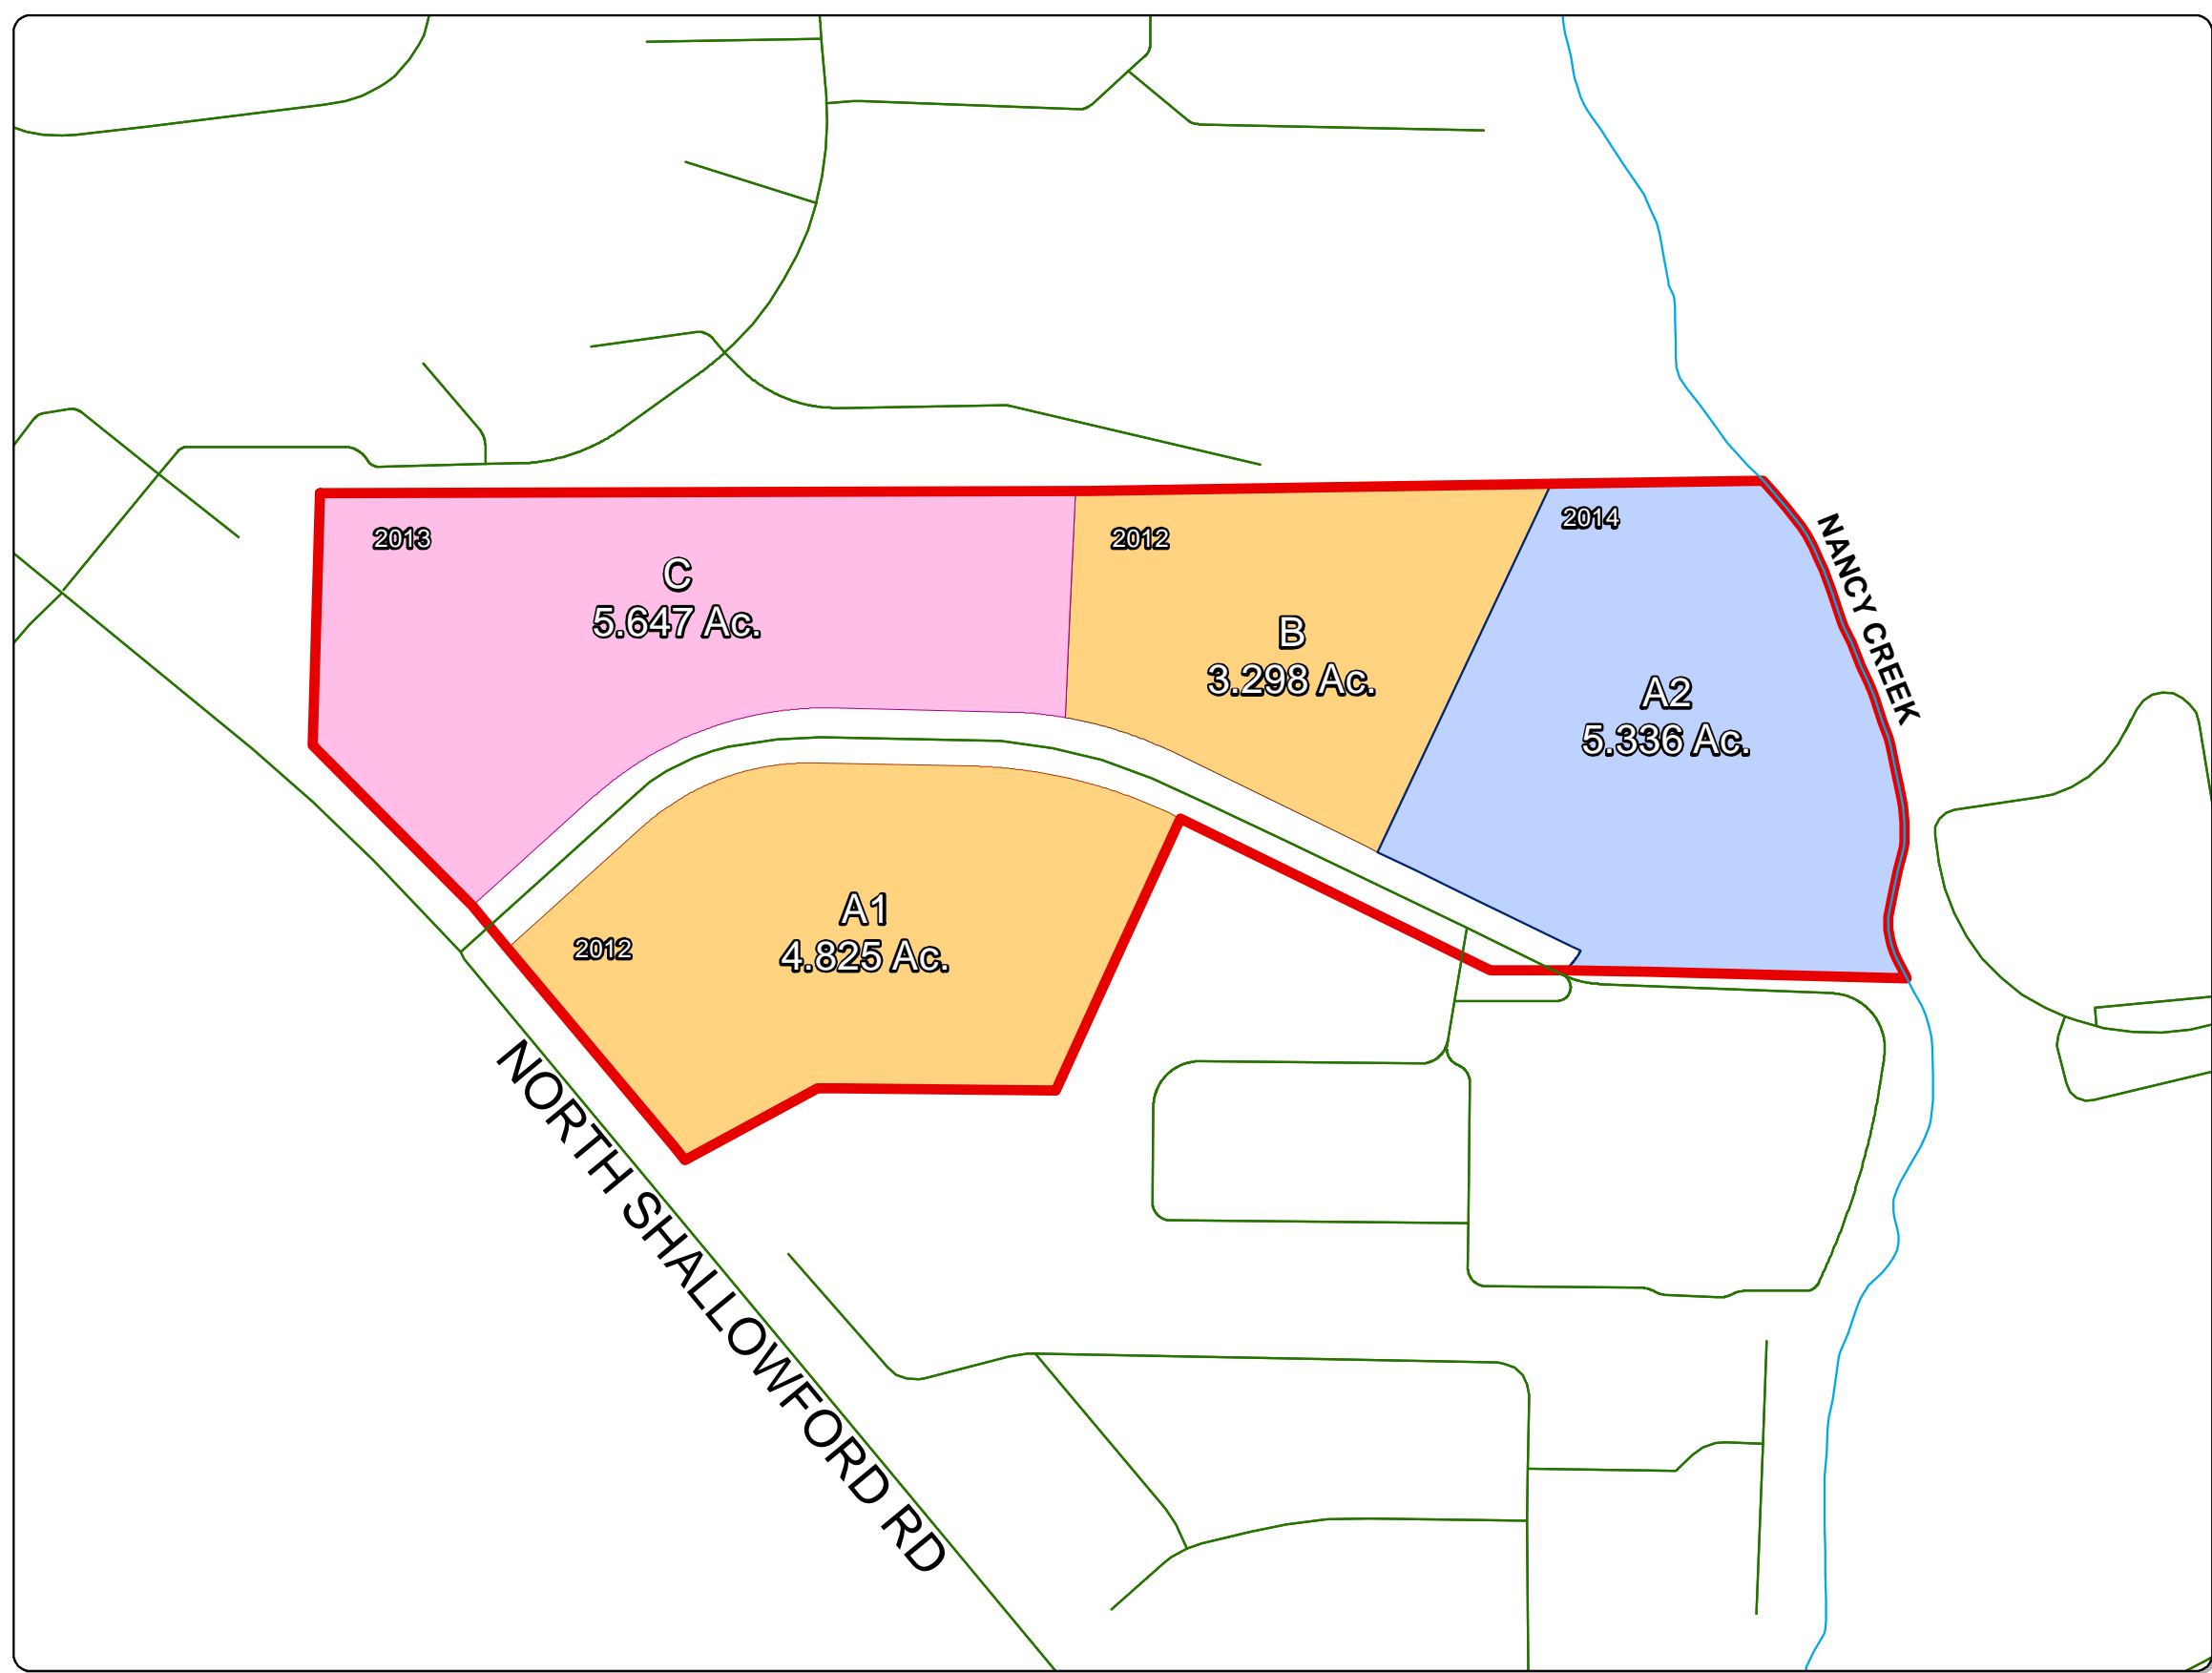 2013
C
5.647 Ac.
2012
B
3.298 Ac.
2014
A2
5.336 Ac.
NANCY CREEK
A1
4.825 Ac.
2012
NORTH SHALLOWFORD RD